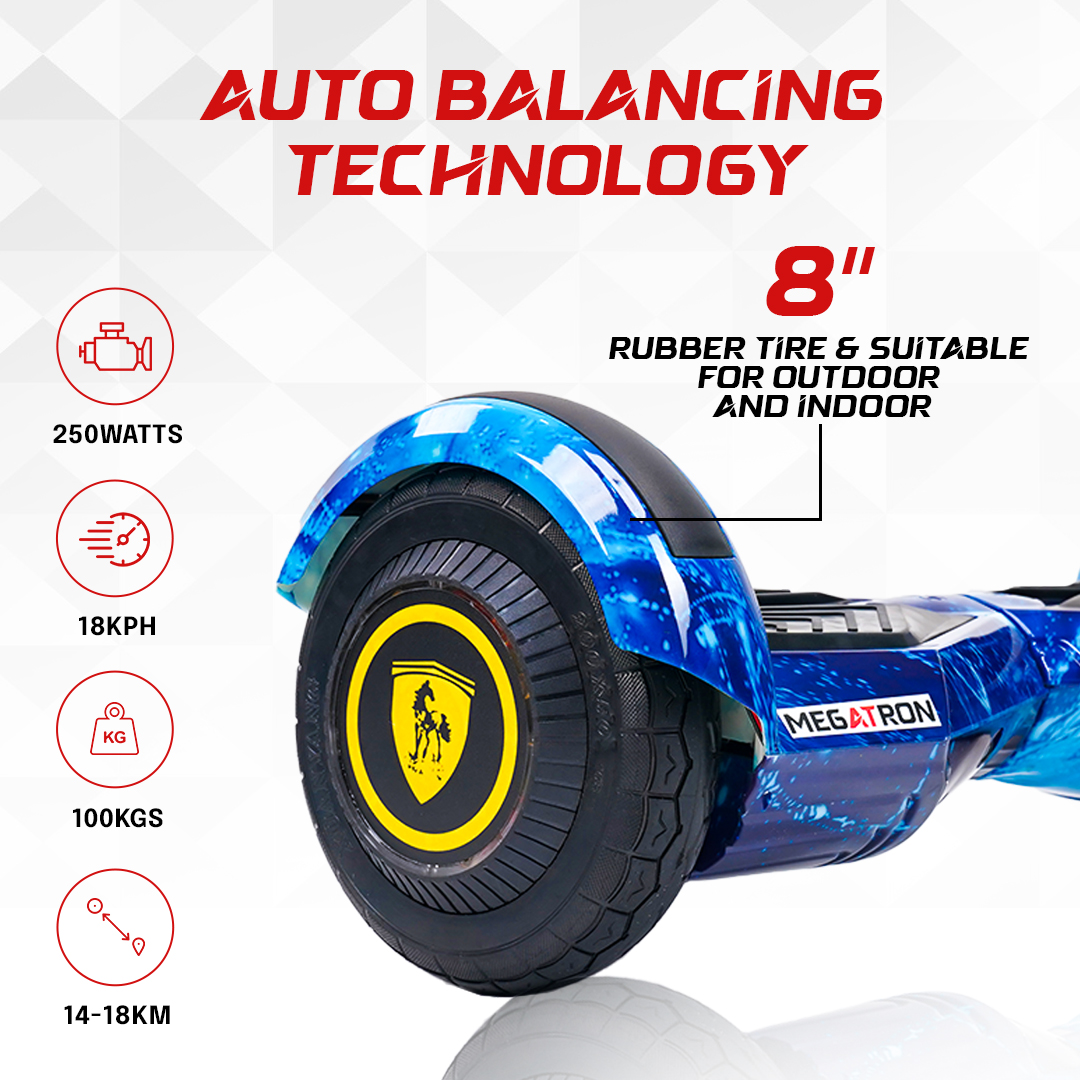 AUTO BALANCING
TECHNOLOGY
8"
RUBBER TIRE & SUITABLE
FOR OUTDOOR
AND INDOOR
250WATTS
18KPH
KG
100KGS
14-18KM
MEGATRON